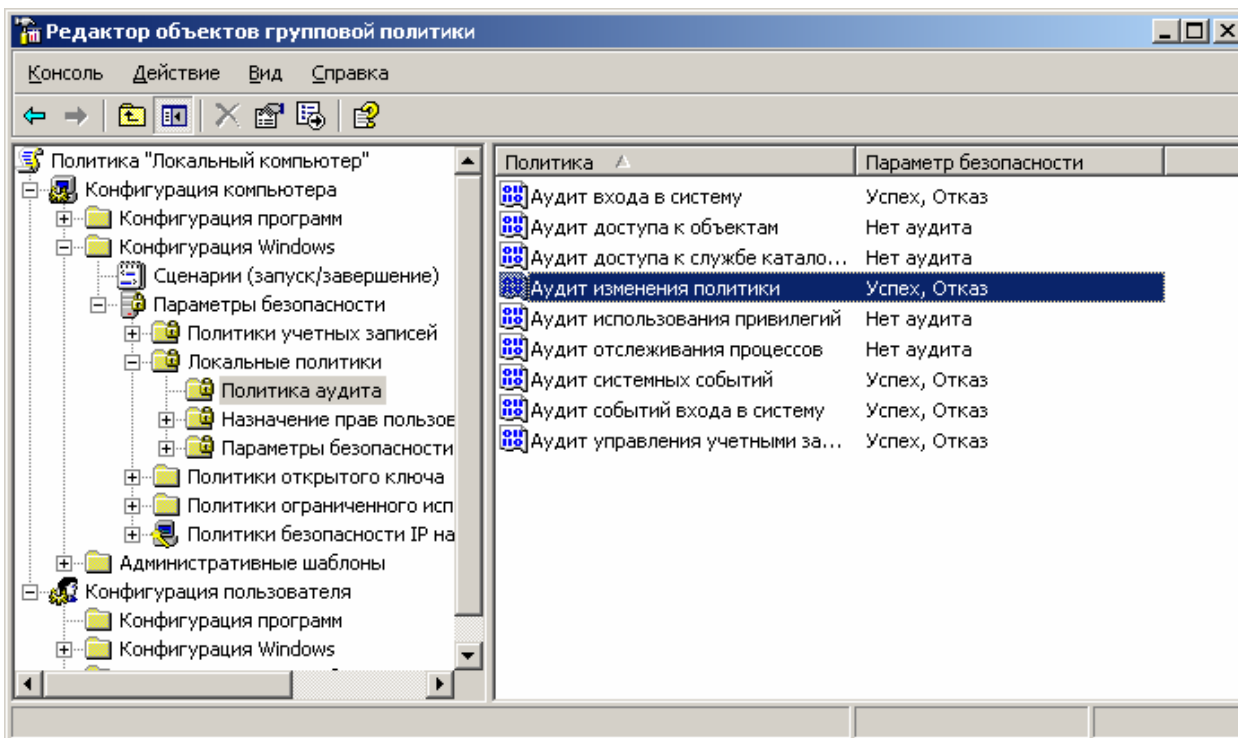 Редактор объектов групповой политики
Консоль Действие Вид Справка
Политика "Локальный компьютер"
Конфигурация компьютера
Конфигурация программ
Конфигурация Windows
Сценарии (запуск/завершение)
Параметры безопасности
Политики учетных записей
Локальные политики
Политика аудита
Назначение прав пользов
Параметры безопасности
Политики открытого ключа
Политики ограниченного исп
Политики безопасности IP на
Административные шаблоны
Конфигурация пользователя
Конфигурация программ
Конфигурация Windows
Политика Параметр безопасности
Аудит входа в систему Успех, Отказ
Аудит доступа к объектам Нет аудита
Аудит доступа к службе катало... Нет аудита
Аудит изменения политики Успех, Отказ
Аудит использования привилегий Нет аудита
Аудит отслеживания процессов Нет аудита
Аудит системных событий Успех, Отказ
Аудит событий входа в систему Успех, Отказ
Аудит управления учетными за... Успех, Отказ